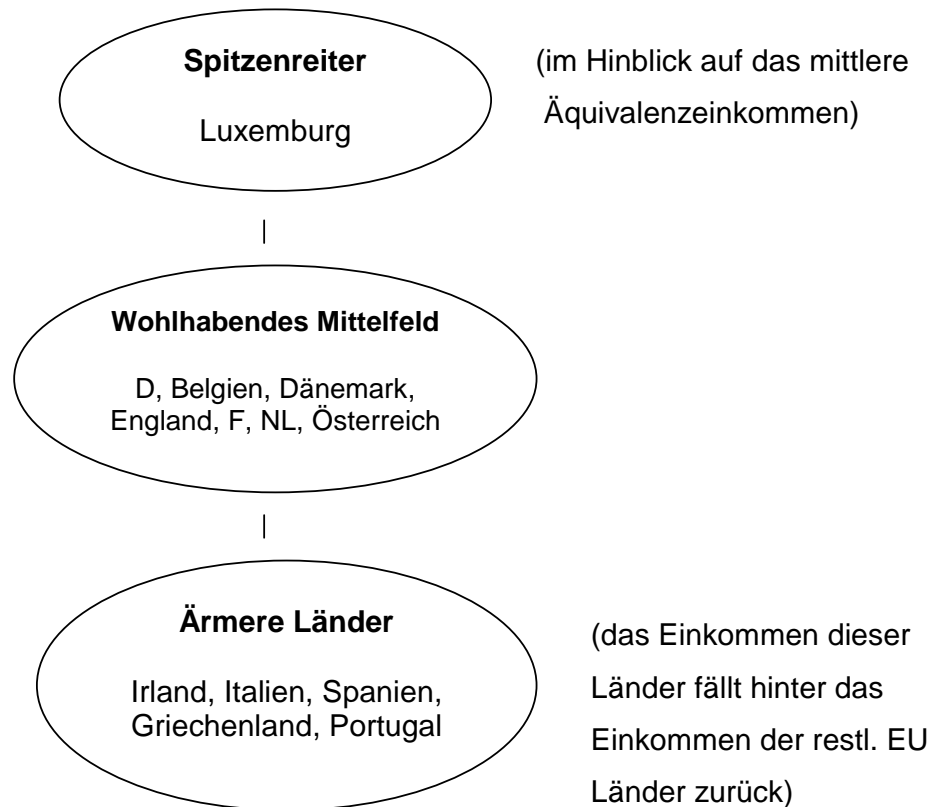 Spitzenreiter
Luxemburg
(im Hinblick auf das mittlere
Äquivalenzeinkommen)
Wohlhabendes Mittelfeld
D, Belgien, Dänemark,
England, F, NL, Österreich
Ärmere Länder
Irland, Italien, Spanien,
Griechenland, Portugal
(das Einkommen dieser
Länder fällt hinter das
Einkommen der restl. EU
Länder zurück)